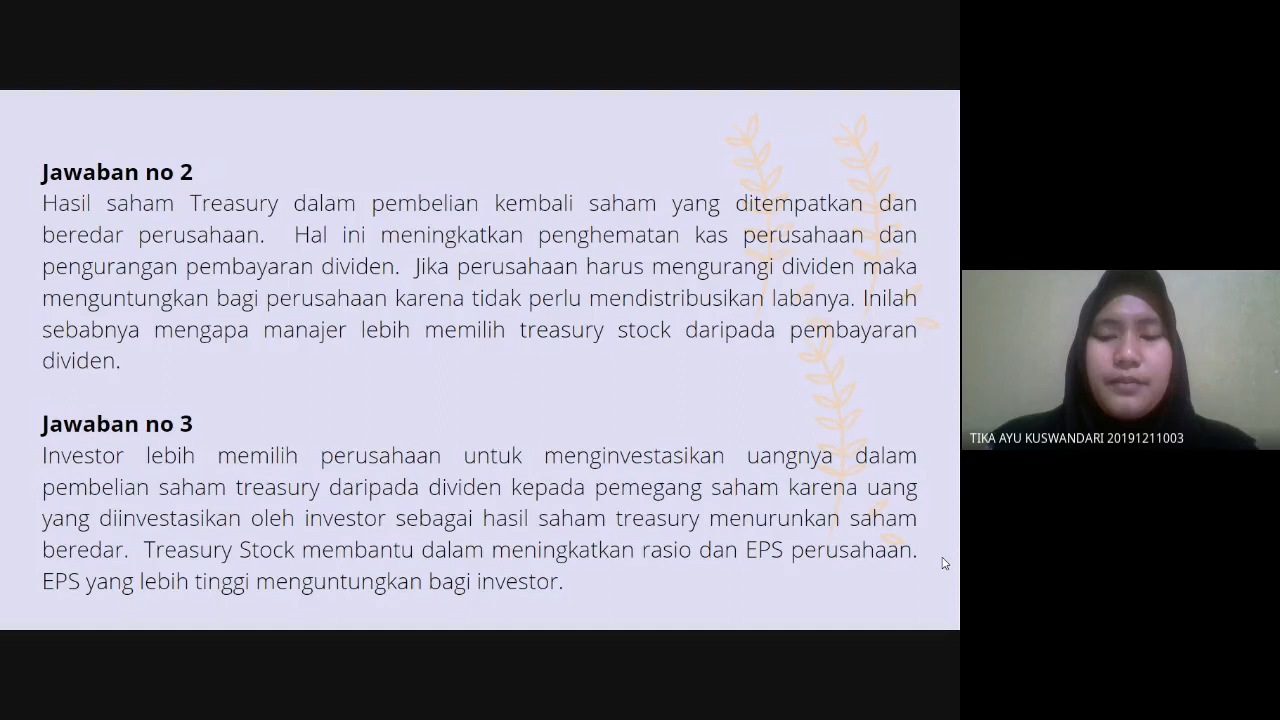 Jawaban no 2
Hasil saham Treasury dalam pembelian kembali saham yang ditempatkan dan
beredar perusahaan. Hal ini meningkatkan penghematan kas perusahaan dan
pengurangan pembayaran dividen. Jika perusahaan harus mengurangi dividen maka
menguntungkan bagi perusahaan karena tidak perlu mendistribusikan labanya. Inilah
sebabnya mengapa manajer lebih memilih treasury stock daripada pembayaran
dividen.
Jawaban no 3
Investor lebih memilih perusahaan untuk menginvestasikan uangnya dalam
pembelian saham treasury daripada dividen kepada pemegang saham karena uang
yang diinvestasikan oleh investor sebagai hasil saham treasury menurunkan saham
beredar. Treasury Stock membantu dalam meningkatkan rasio dan EPS perusahaan.
EPS yang lebih tinggi menguntungkan bagi investor.
TIKA AYU KUSWANDARI 20191211003